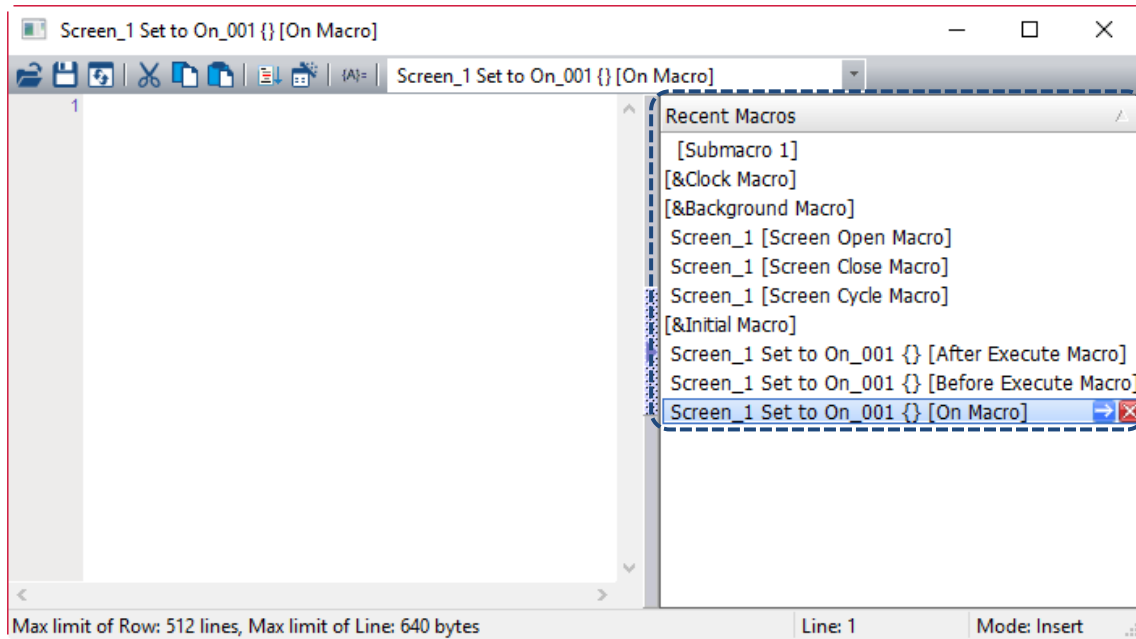 Screen_1 Set to On_001 {} [On Macro]
{A}= Screen_1 Set to On_001 {} [On Macro]
1
Recent Macros
[Submacro 1]
[&Clock Macro]
[&Background Macro]
Screen_1 [Screen Open Macro]
Screen_1 [Screen Close Macro]
Screen_1 [Screen Cycle Macro]
[&Initial Macro]
Screen_1 Set to On_001 {} [After Execute Macro]
Screen_1 Set to On_001 {} [Before Execute Macro]
Screen_1 Set to On_001 {} [On Macro]
Max limit of Row: 512 lines, Max limit of Line: 640 bytes Line: 1 Mode: Insert